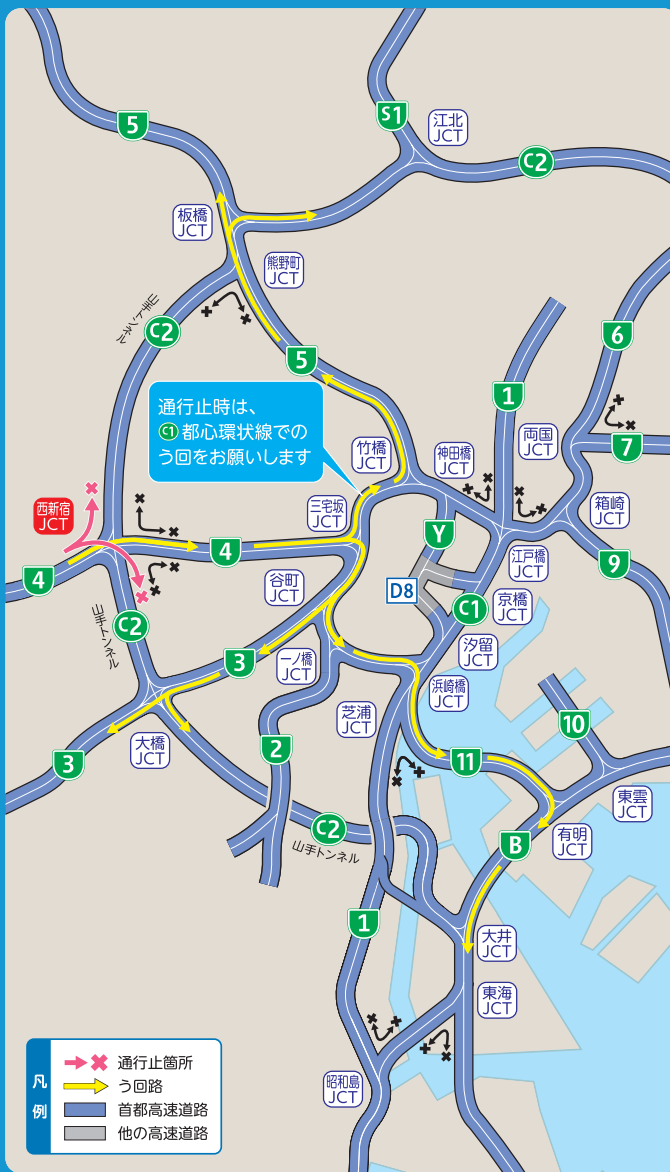 5
S1
江北
JCT
C2
板橋
JCT
熊野町
JCT
山手トンネル
C2
5
6
1
通行止時は、
C1 都心環状線での
う回をお願いします
竹橋
JCT
神田橋
JCT
両国
JCT
7
西新宿
JCT
三宅坂
JCT
箱崎
JCT
4
4
Y
江戸橋
JCT
9
谷町
JCT
D8
C1
京橋
JCT
山手トンネル
C2
3
一ノ橋
JCT
汐留
JCT
浜崎橋
JCT
芝浦
JCT
10
大橋
JCT
3
2
11
東雲
JCT
C2
山手トンネル
B
有明
JCT
1
大井
JCT
東海
JCT
昭和島
JCT
凡例
通行止箇所
う回路
首都高速道路
他の高速道路